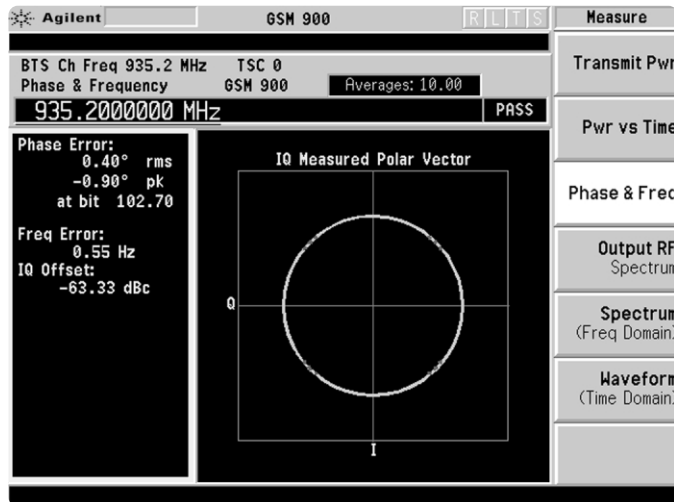 Agilent GSM 900 R L T S Measure
BTS Ch Freq 935.2 MHz TSC 0
Phase & Frequency GSM 900 Averages: 10.00
935.2000000 MHz PASS
Phase Error:
0.40° rms
-0.90° pk
at bit 102.70
Freq Error:
0.55 Hz
IQ Offset:
-63.33 dBc
IQ Measured Polar Vector
Q
I
Transmit Pwr
Pwr vs Time
Phase & Freq
Output RF
Spectrum
Spectrum
(Freq Domain)
Waveform
(Time Domain)